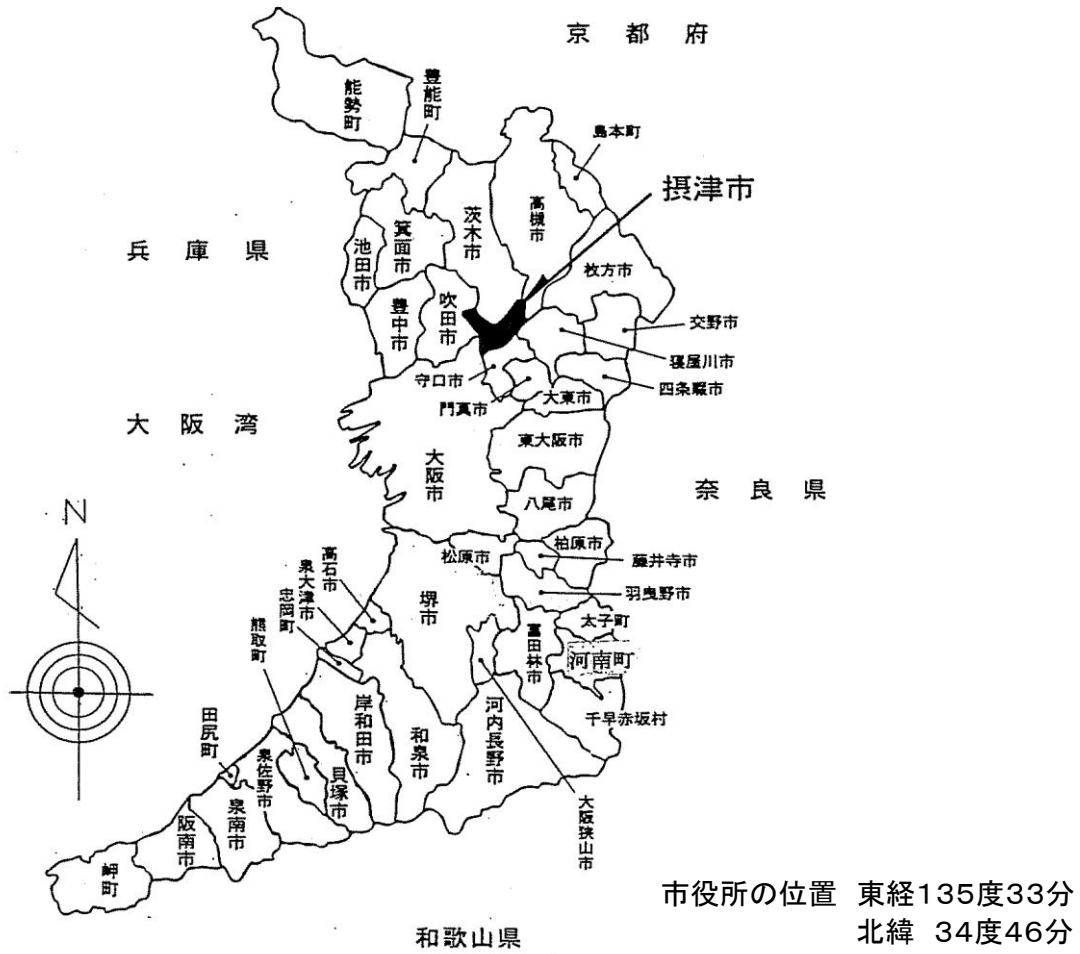 京都府
能勢町
豊能町
島本町
摂津市
高槻市
茨木市
箕面市
池田市
兵庫県
枚方市
吹田市
豊中市
交野市
寝屋川市
守口市
四条畷市
門真市
大東市
大阪湾
東大阪市
大阪市
奈良県
八尾市
N
柏原市
松原市
藤井寺市
高石市
泉大津市
忠岡町
羽曳野市
堺市
太子町
熊取町
富田林市
河南町
千早赤坂村
岸和田市
河内長野市
和泉市
田尻町
泉佐野市
貝塚市
大阪狭山市
泉南市
阪南市
岬町
市役所の位置 東経135度33分
北緯 34度46分
和歌山県